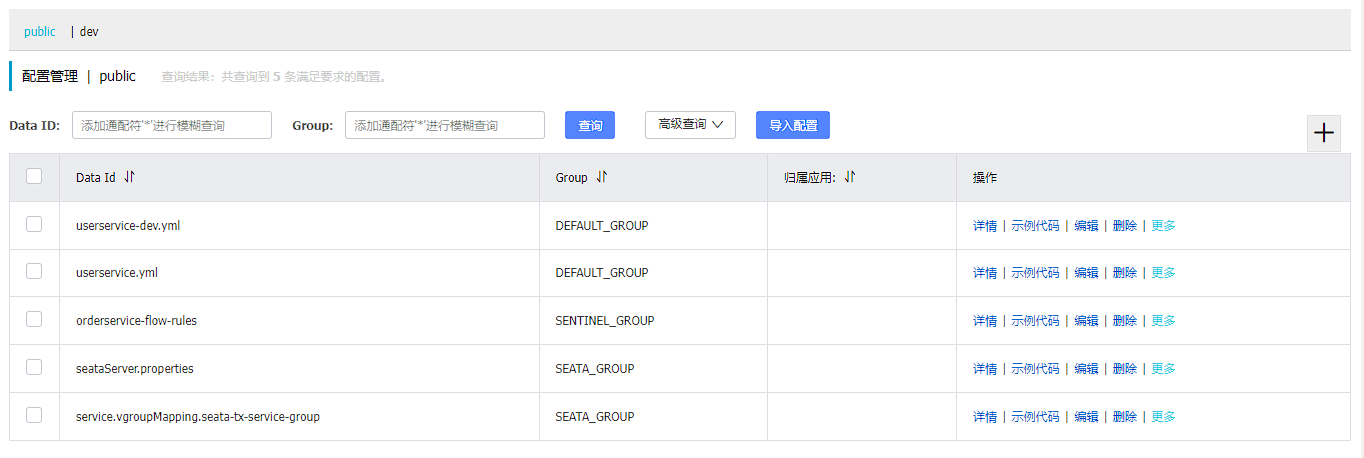 public | dev
配置管理 | public 查询结果：共查询到 5 条满足要求的配置。
Data ID: 添加通配符'*'进行模糊查询 Group: 添加通配符'*'进行模糊查询 查询 高级查询 导入配置
Data Id Group 归属应用: 操作
userservice-dev.yml DEFAULT_GROUP 详情 | 示例代码 | 编辑 | 删除 | 更多
userservice.yml DEFAULT_GROUP 详情 | 示例代码 | 编辑 | 删除 | 更多
orderservice-flow-rules SENTINEL_GROUP 详情 | 示例代码 | 编辑 | 删除 | 更多
seataServer.properties SEATA_GROUP 详情 | 示例代码 | 编辑 | 删除 | 更多
service.vgroupMapping.seata-tx-service-group SEATA_GROUP 详情 | 示例代码 | 编辑 | 删除 | 更多